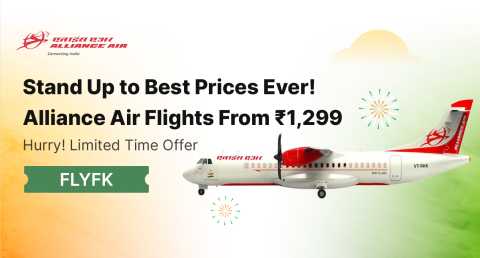 ALLIANCE AIR
Connecting India
Stand Up to Best Prices Ever!
Alliance Air Flights From ₹1,299
Hurry! Limited Time Offer
FLYFK